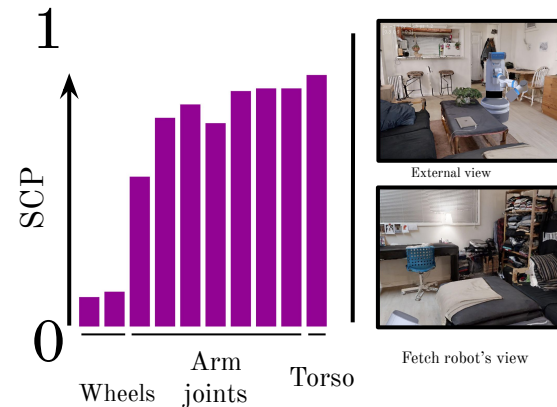 1
SCP
0
Wheels
Arm
joints
Torso
External view
Fetch robot's view